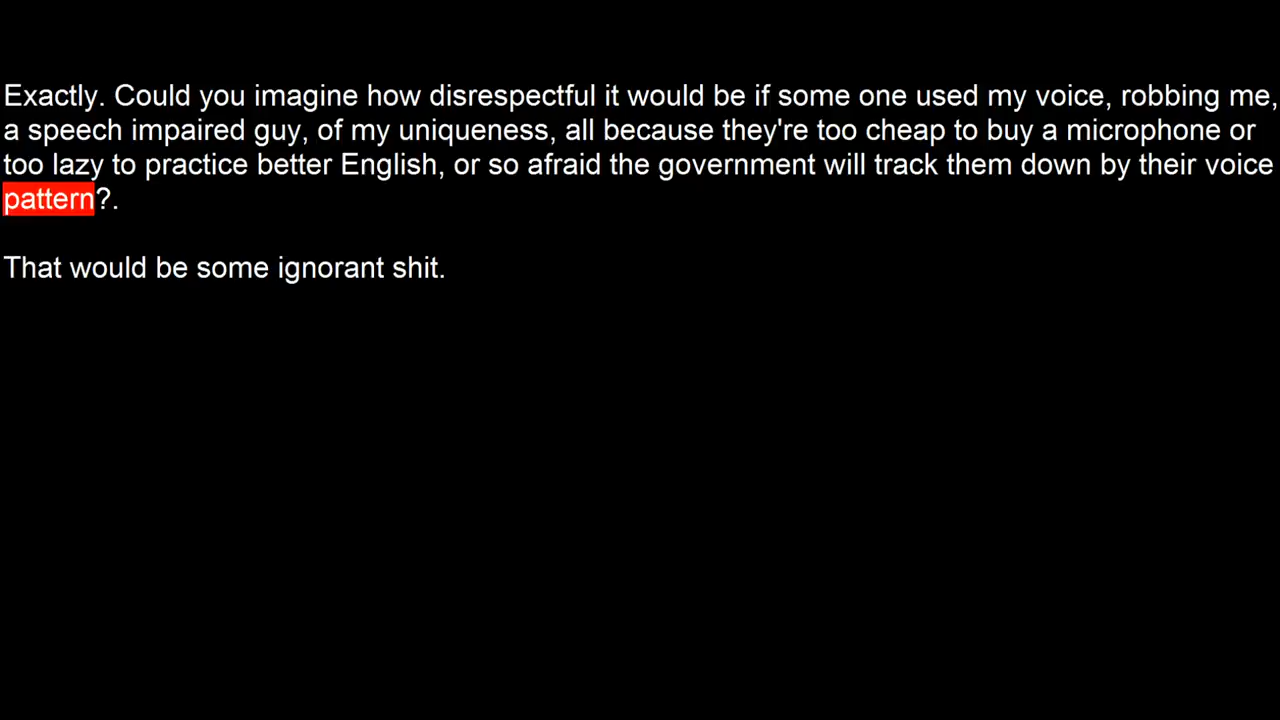 Exactly. Could you imagine how disrespectful it would be if some one used my voice, robbing me,
a speech impaired guy, of my uniqueness, all because they're too cheap to buy a microphone or
too lazy to practice better English, or so afraid the government will track them down by their voice
pattern?.
That would be some ignorant shit.